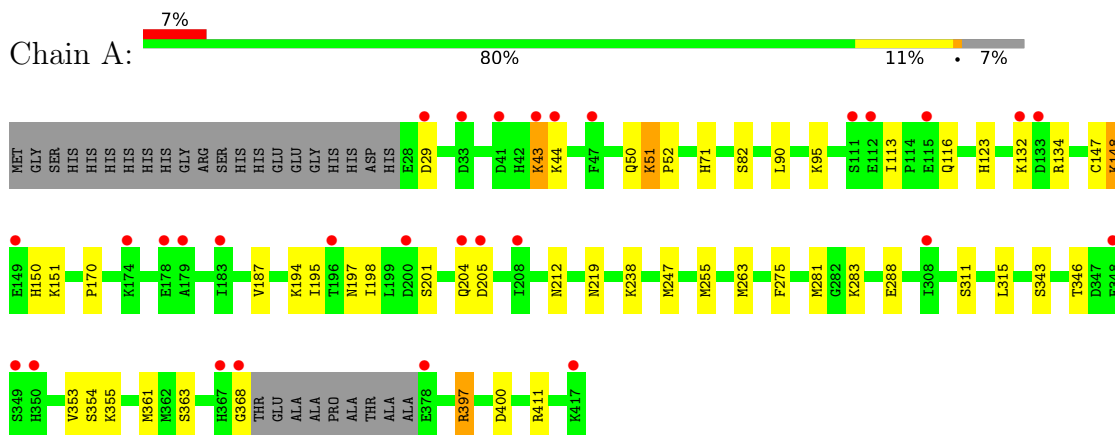 7%
Chain A:
80% 11% • 7%
MET GLY SER HIS HIS HIS HIS HIS HIS GLY ARG SER HIS HIS GLU GLU GLY HIS HIS ASP HIS E28 D29 D33 D41 H42 K43 K44 F47 Q50 K51 P52 H71 S82 L90 K95 S111 E112 I113 P114 E115 Q116 H123 K132 D133 R134 C147 K148
E149 H150 K151 P170 K174 E178 A179 I183 V187 K194 I195 T196 N197 I198 L199 D200 S201 Q204 D205 I208 N212 N219 K238 M247 M255 M263 F275 M281 G282 K283 E288 I308 S311 L315 S343 T346 D347 E348
S349 H350 V353 S354 K355 M361 M362 S363 H367 G368 THR GLU ALA ALA PRO ALA THR ALA ALA E378 R397 D400 R411 K417